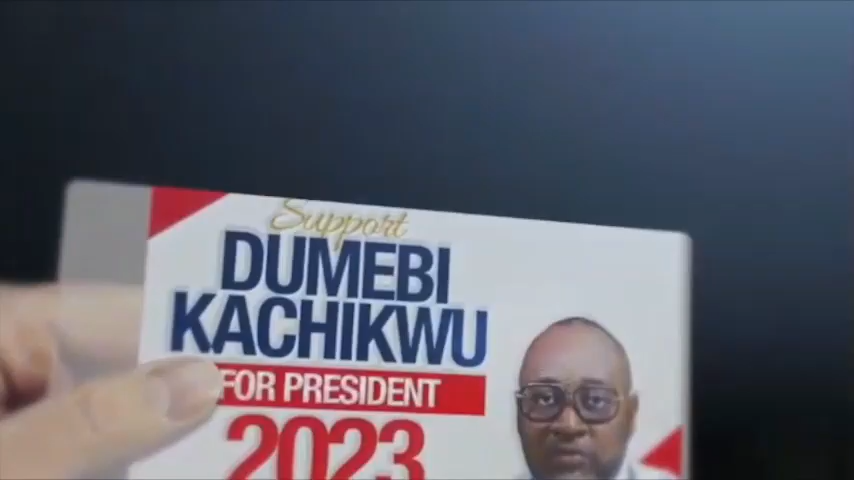 Support
DUMEBI
KACHIKWU
FOR PRESIDENT
2023